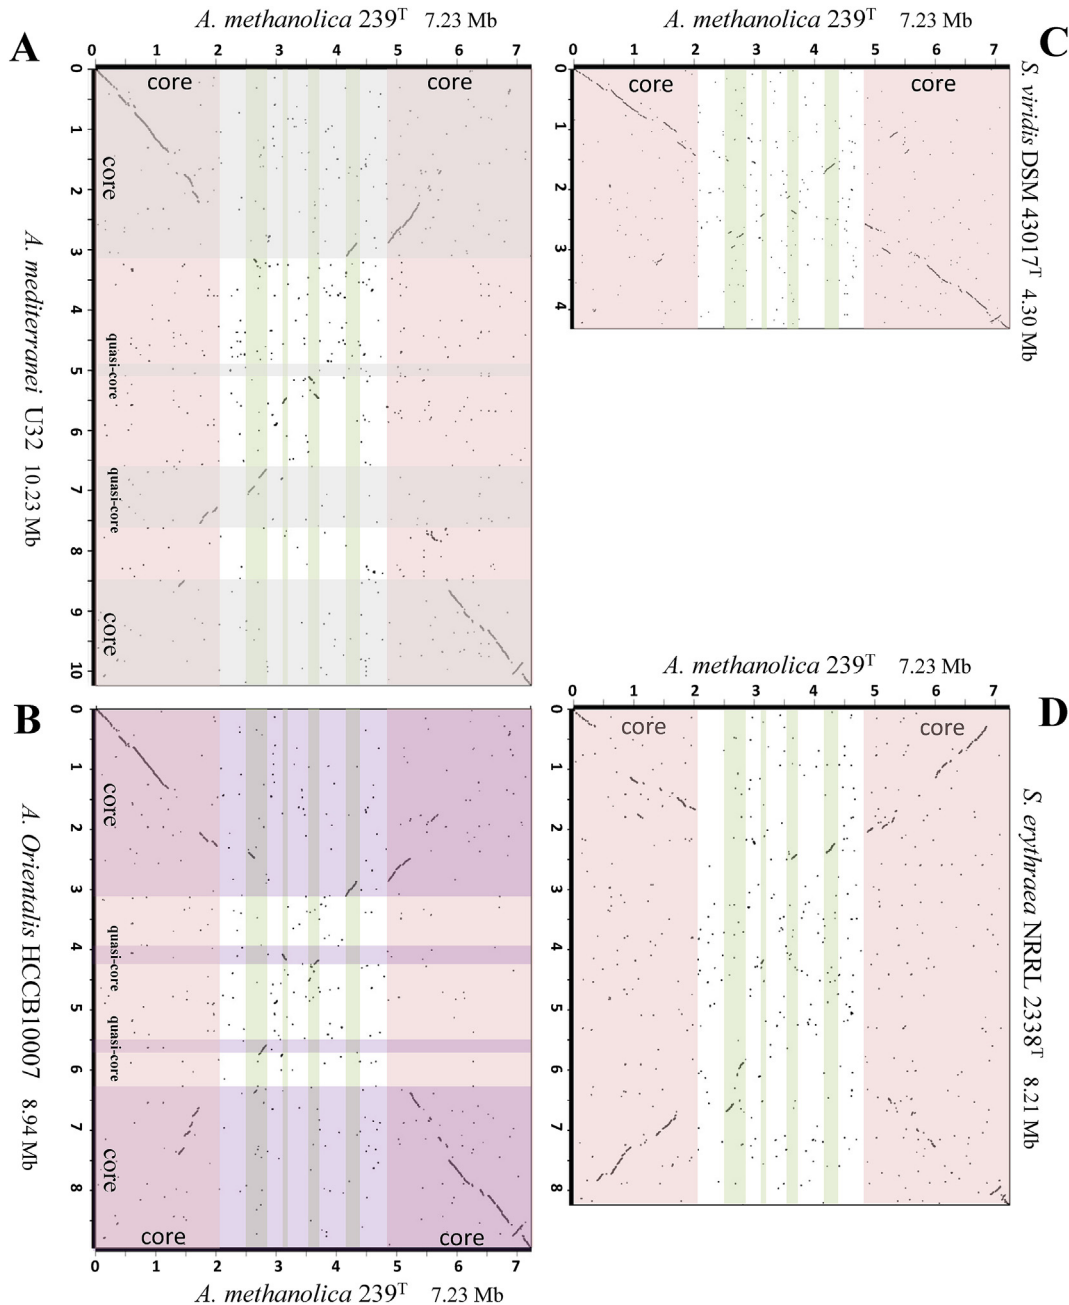 A. methanolica 239T 7.23 Mb
A
0 1 2 3 4 5 6 7
core core
core
quasi-core
quasi-core
core
0 1 2 3 4 5 6 7 8 9 10
A. mediterranei U32 10.23 Mb
A. methanolica 239T 7.23 Mb
C
0 1 2 3 4 5 6 7
core core
0 1 2 3 4
S. viridis DSM 43017T 4.30 Mb
B
core
quasi-core
quasi-core
core
core core
0 1 2 3 4 5 6 7 8
A. Orientalis HCCB10007 8.94 Mb
0 1 2 3 4 5 6 7
A. methanolica 239T 7.23 Mb
A. methanolica 239T 7.23 Mb
D
0 1 2 3 4 5 6 7
core core
0 1 2 3 4 5 6 7 8
S. erythraea NRRL 2338T 8.21 Mb